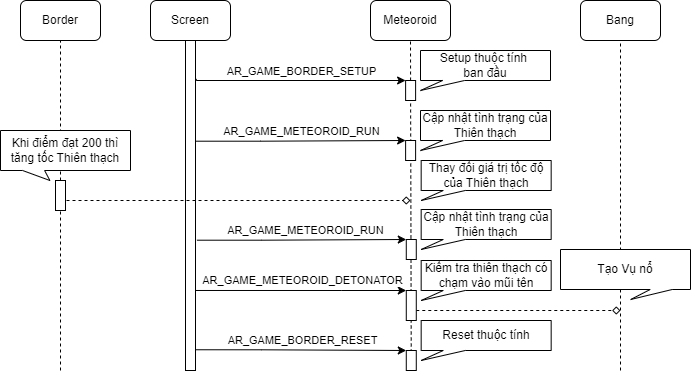 Border
Screen
Meteoroid
Bang
AR_GAME_BORDER_SETUP
Setup thuộc tính
ban đầu
AR_GAME_METEOROID_RUN
Cập nhật tình trạng của
Thiên thạch
Khi điểm đạt 200 thì
tăng tốc Thiên thạch
Thay đổi giá trị tốc độ
của Thiên thạch
AR_GAME_METEOROID_RUN
Cập nhật tình trạng của
Thiên thạch
AR_GAME_METEOROID_DETONATOR
Kiểm tra thiên thạch có
chạm vào mũi tên
Tạo Vụ nổ
AR_GAME_BORDER_RESET
Reset thuộc tính